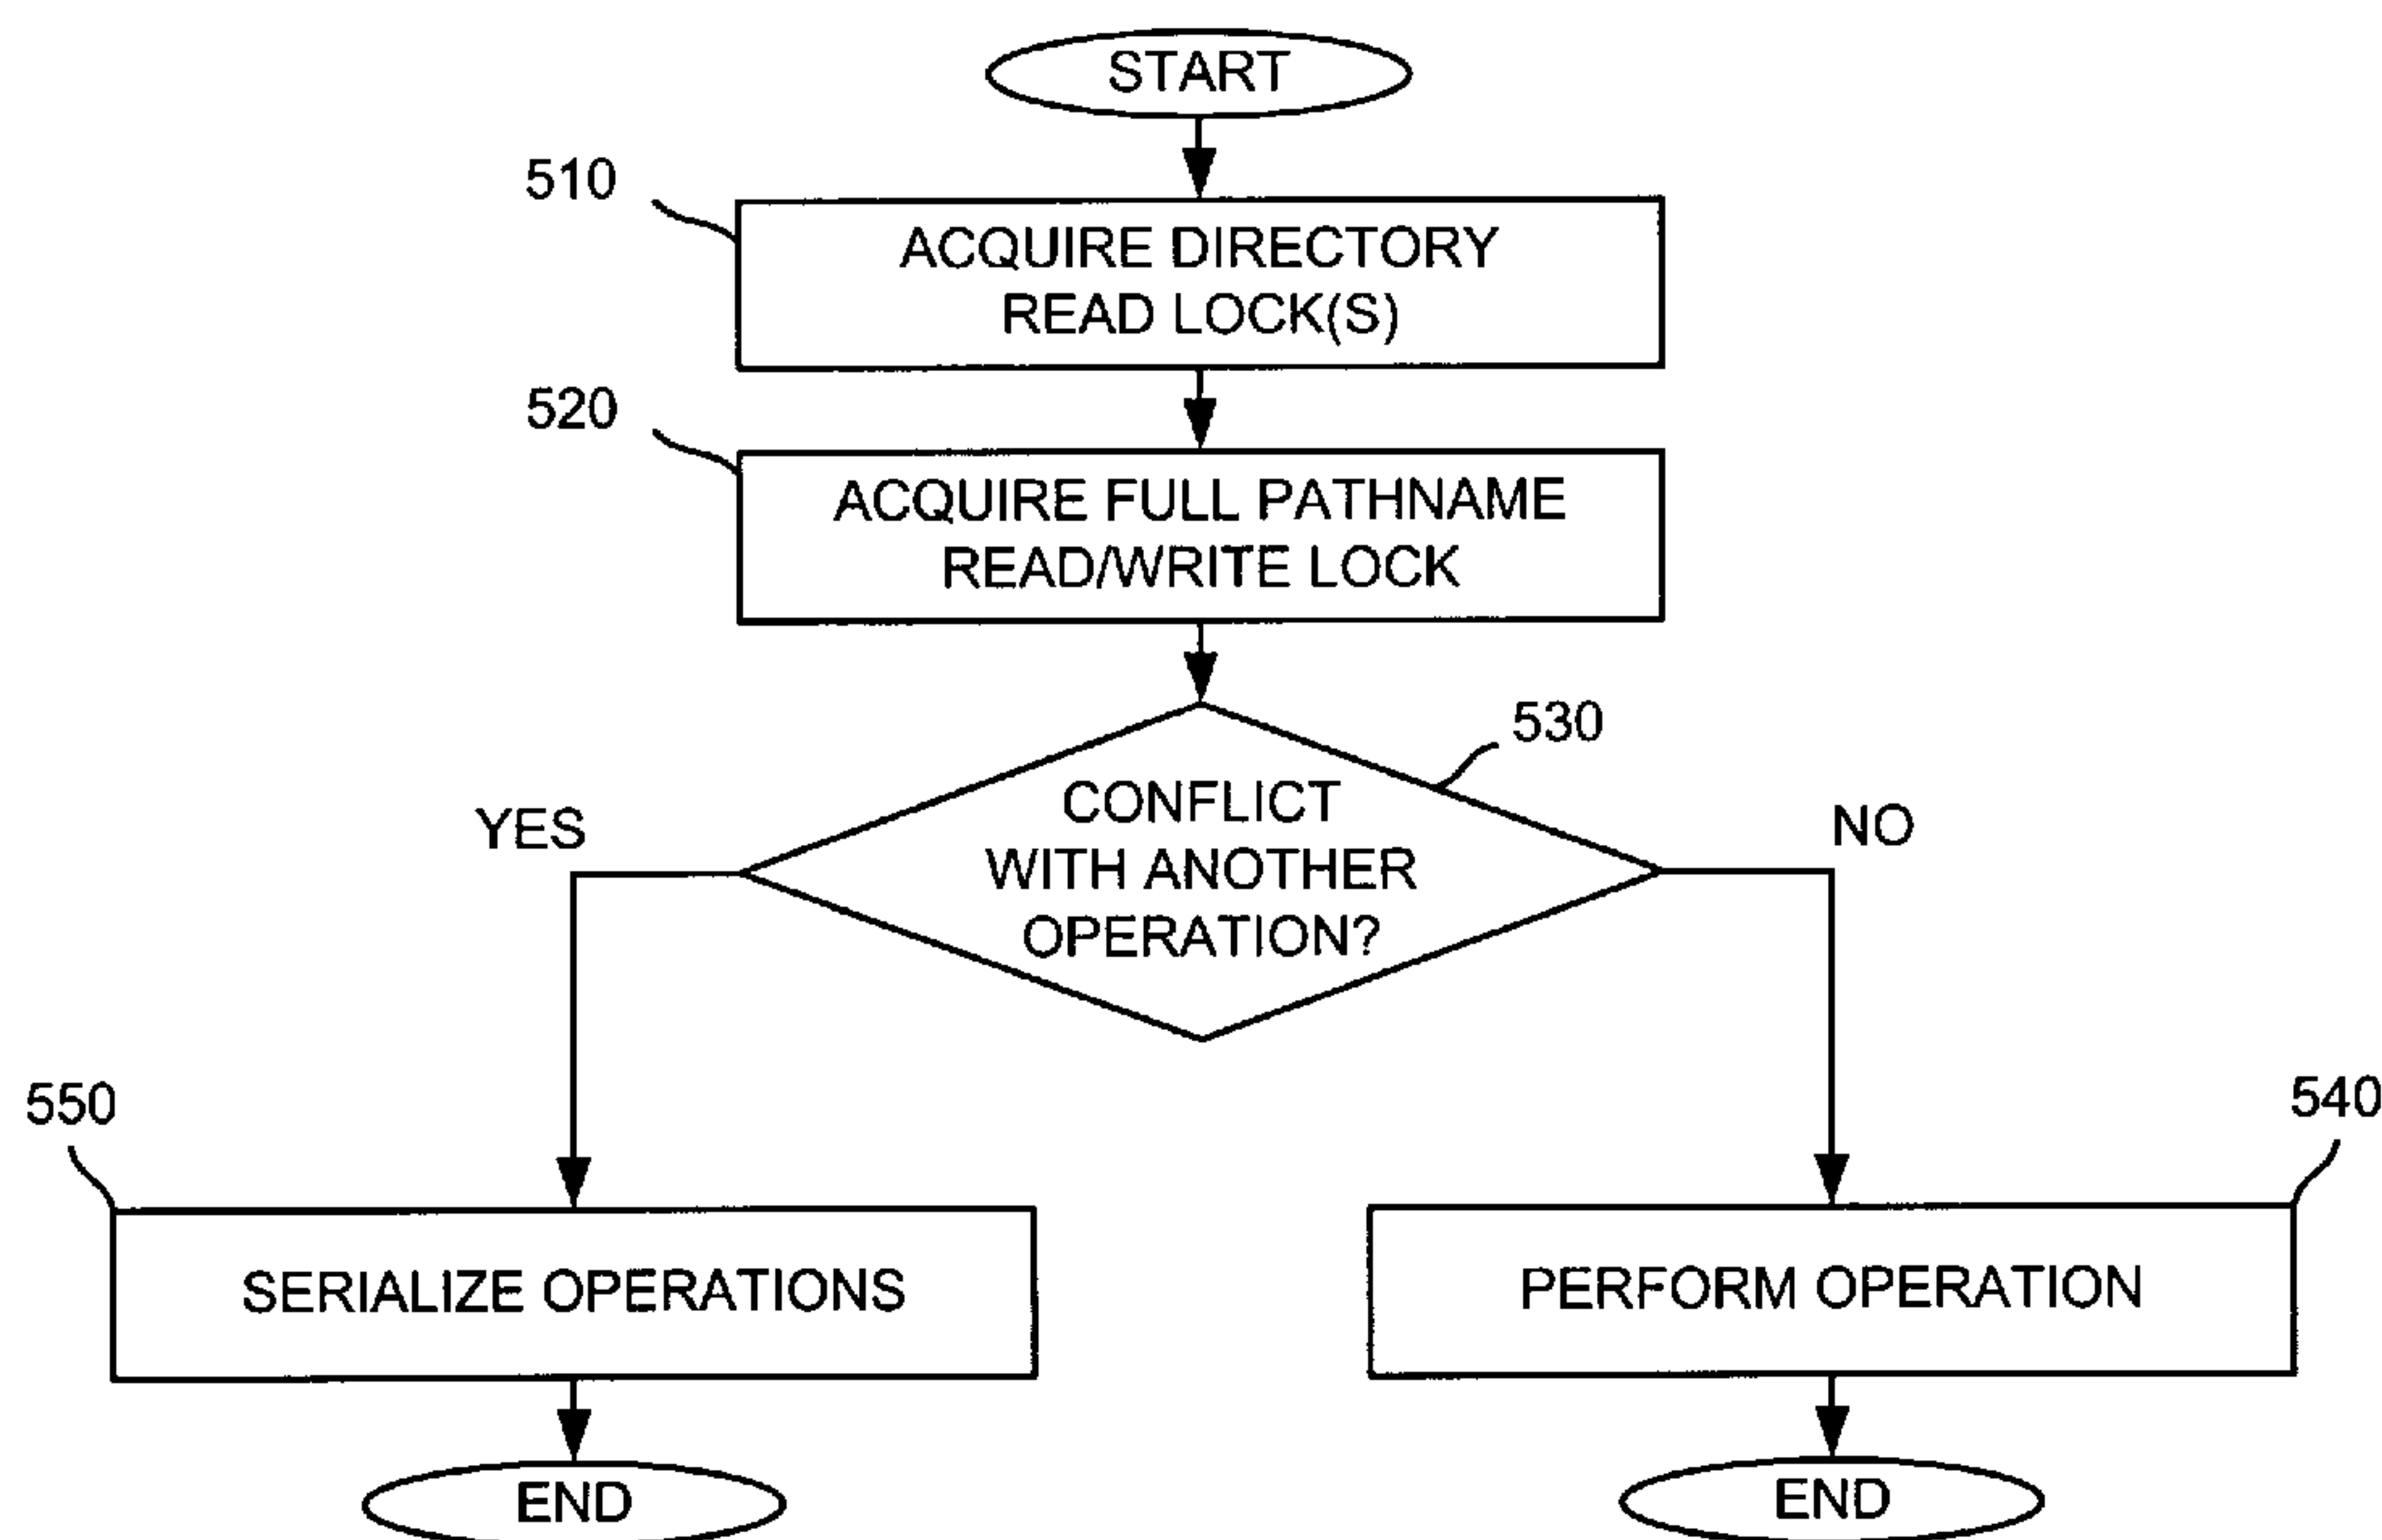 START
510
ACQUIRE DIRECTORY
READ LOCK(S)
520
ACQUIRE FULL PATHNAME
READ/WRITE LOCK
530
CONFLICT
WITH ANOTHER
OPERATION?
YES
NO
550
540
SERIALIZE OPERATIONS
PERFORM OPERATION
END
END